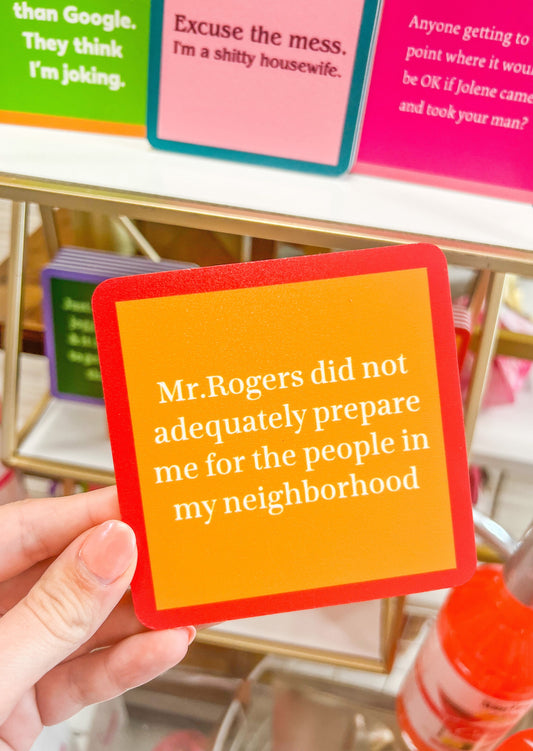 than Google.
They think
I'm joking.
Excuse the mess.
I'm a shitty housewife.
Anyone getting to
point where it woul
be OK if Jolene came
and took your man?
Mr.Rogers did not
adequately prepare
me for the people in
my neighborhood